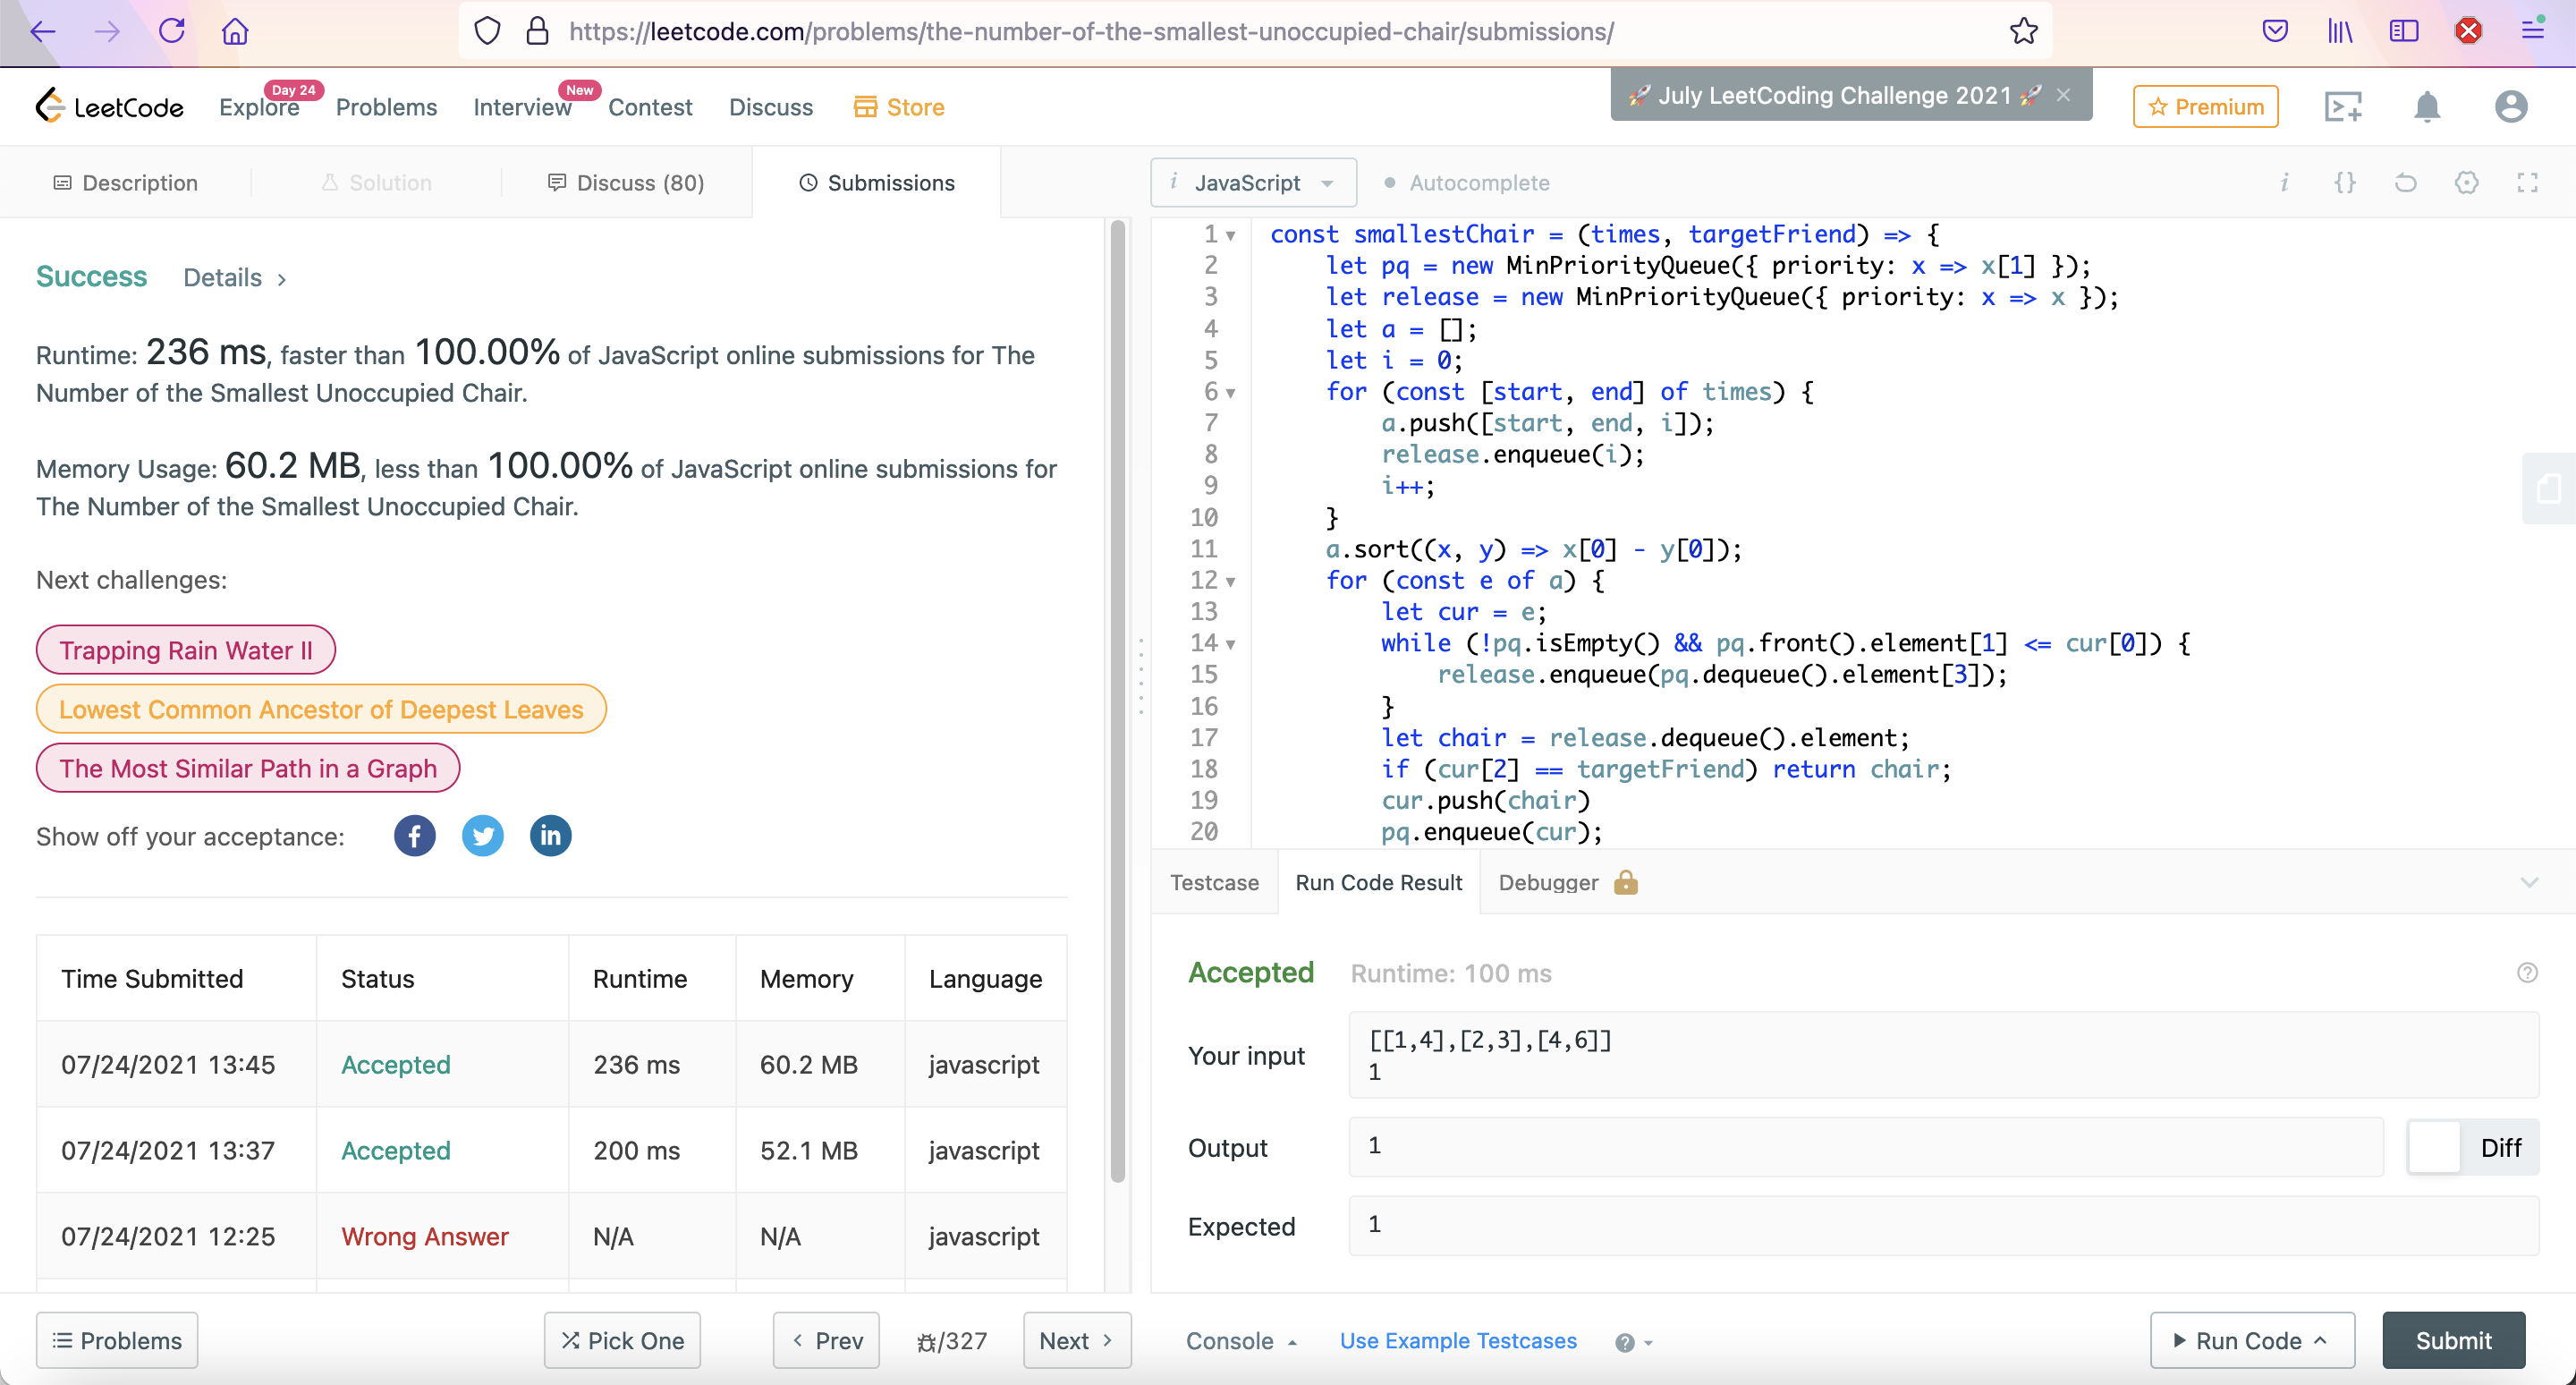 https://leetcode.com/problems/the-number-of-the-smallest-unoccupied-chair/submissions/
LeetCode
Explore
Day 24
Problems
Interview
New
Contest
Discuss
Store
🚀 July LeetCoding Challenge 2021 🚀 ×
Premium
Description
Solution
Discuss (80)
Submissions
i JavaScript
Autocomplete
i {}
Success Details >
Runtime: 236 ms, faster than 100.00% of JavaScript online submissions for The
Number of the Smallest Unoccupied Chair.
Memory Usage: 60.2 MB, less than 100.00% of JavaScript online submissions for
The Number of the Smallest Unoccupied Chair.
Next challenges:
Trapping Rain Water II
Lowest Common Ancestor of Deepest Leaves
The Most Similar Path in a Graph
Show off your acceptance:
Time Submitted Status Runtime Memory Language
07/24/2021 13:45 Accepted 236 ms 60.2 MB javascript
07/24/2021 13:37 Accepted 200 ms 52.1 MB javascript
07/24/2021 12:25 Wrong Answer N/A N/A javascript
Problems
Pick One
Prev
/327
Next
1 const smallestChair = (times, targetFriend) => {
2 let pq = new MinPriorityQueue({ priority: x => x[1] });
3 let release = new MinPriorityQueue({ priority: x => x });
4 let a = [];
5 let i = 0;
6 for (const [start, end] of times) {
7 a.push([start, end, i]);
8 release.enqueue(i);
9 i++;
10 }
11 a.sort((x, y) => x[0] - y[0]);
12 for (const e of a) {
13 let cur = e;
14 while (!pq.isEmpty() && pq.front().element[1] <= cur[0]) {
15 release.enqueue(pq.dequeue().element[3]);
16 }
17 let chair = release.dequeue().element;
18 if (cur[2] == targetFriend) return chair;
19 cur.push(chair)
20 pq.enqueue(cur);
Testcase
Run Code Result
Debugger
Accepted Runtime: 100 ms
Your input
[[1,4],[2,3],[4,6]]
1
Output
1
Diff
Expected
1
Console
Use Example Testcases
Run Code
Submit